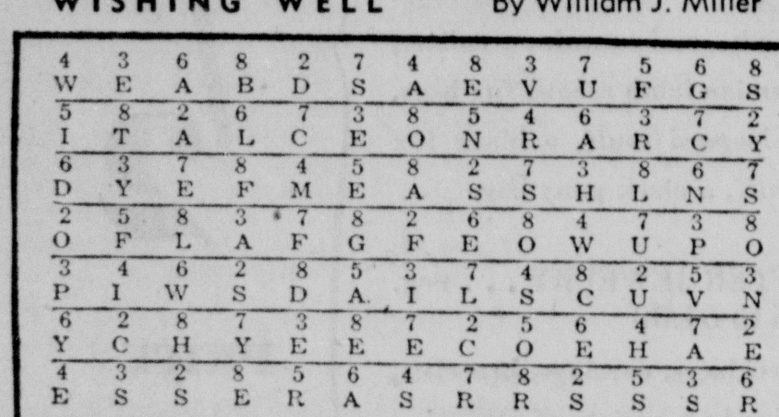 WISHING WELL By William J. Miller
4 3 6 8 2 7 4 8 3 7 5 6 8
W E A B D S A E V U F G S
5 8 2 6 7 3 8 5 4 6 3 7 2
I T A L C E O N R A R C Y
6 3 7 8 4 5 8 2 7 3 8 6 7
D Y E F M E A S S H L N S
2 5 8 3 7 8 2 6 8 4 7 3 8
O F L A F G F E O W U P O
3 4 6 2 8 5 3 7 4 8 2 5 3
P I W S D A I L S C U V N
6 2 8 7 3 8 7 2 5 6 4 7 2
Y C H Y E E E C O E H A E
4 3 2 8 5 6 4 7 8 2 5 3 6
E S S E R A S R R S S S R